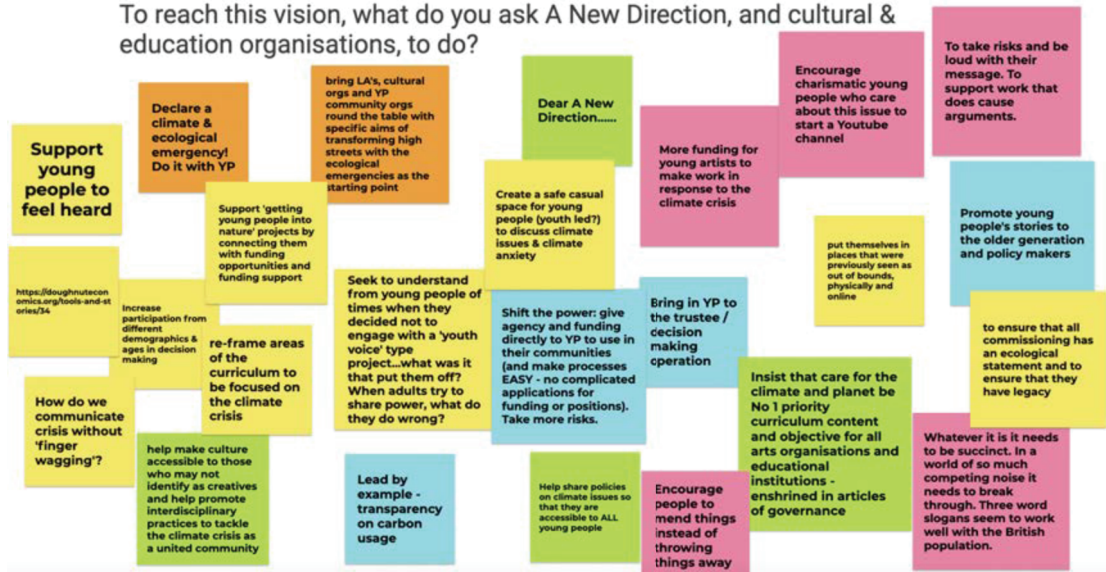 To reach this vision, what do you ask A New Direction, and cultural &
education organisations, to do?
Support
young
people to
feel heard
Declare a
climate &
ecological
emergency!
Do it with YP
bring LA's, cultural
orgs and YP
community orgs
round the table with
specific aims of
transforming high
streets with the
ecological
emergencies as the
starting point
Dear A New
Direction......
More funding for
young artists to
make work in
response to the
climate crisis
Encourage
charismatic young
people who care
about this issue to
start a Youtube
channel
To take risks and be
loud with their
message. To
support work that
does cause
arguments.
Support 'getting
young people into
nature' projects by
connecting them
with funding
opportunities and
funding support
Create a safe casual
space for young
people (youth led?)
to discuss climate
issues & climate
anxiety
put themselves in
places that were
previously seen as
out of bounds,
physically and
online
Promote young
people's stories to
the older generation
and policy makers
https://doughnutecon
omics.org/tools-and-st
ories/34
Increase
participation from
different
demographics &
ages in decision
making
re-frame areas
of the
curriculum to
be focused on
the climate
crisis
Seek to understand
from young people of
times when they
decided not to
engage with a 'youth
voice' type
project...what was it
that put them off?
When adults try to
share power, what do
they do wrong?
Shift the power: give
agency and funding
directly to YP to use in
their communities
(and make processes
EASY - no complicated
applications for
funding or positions).
Take more risks.
Bring in YP to
the trustee /
decision
making
operation
Insist that care for the
climate and planet be
No 1 priority
curriculum content
and objective for all
arts organisations and
educational
institutions -
enshrined in articles
of governance
to ensure that all
commissioning has
an ecological
statement and to
ensure that they
have legacy
How do we
communicate
crisis without
'finger
wagging'?
help make culture
accessible to those
who may not
identify as creatives
and help promote
interdisciplinary
practices to tackle
the climate crisis as
a united community
Lead by
example -
transparency
on carbon
usage
Help share policies
on climate issues so
that they are
accessible to ALL
young people
Encourage
people to
mend things
instead of
throwing
things away
Whatever it is it needs
to be succinct. In a
world of so much
competing noise it
needs to break
through. Three word
slogans seem to work
well with the British
population.